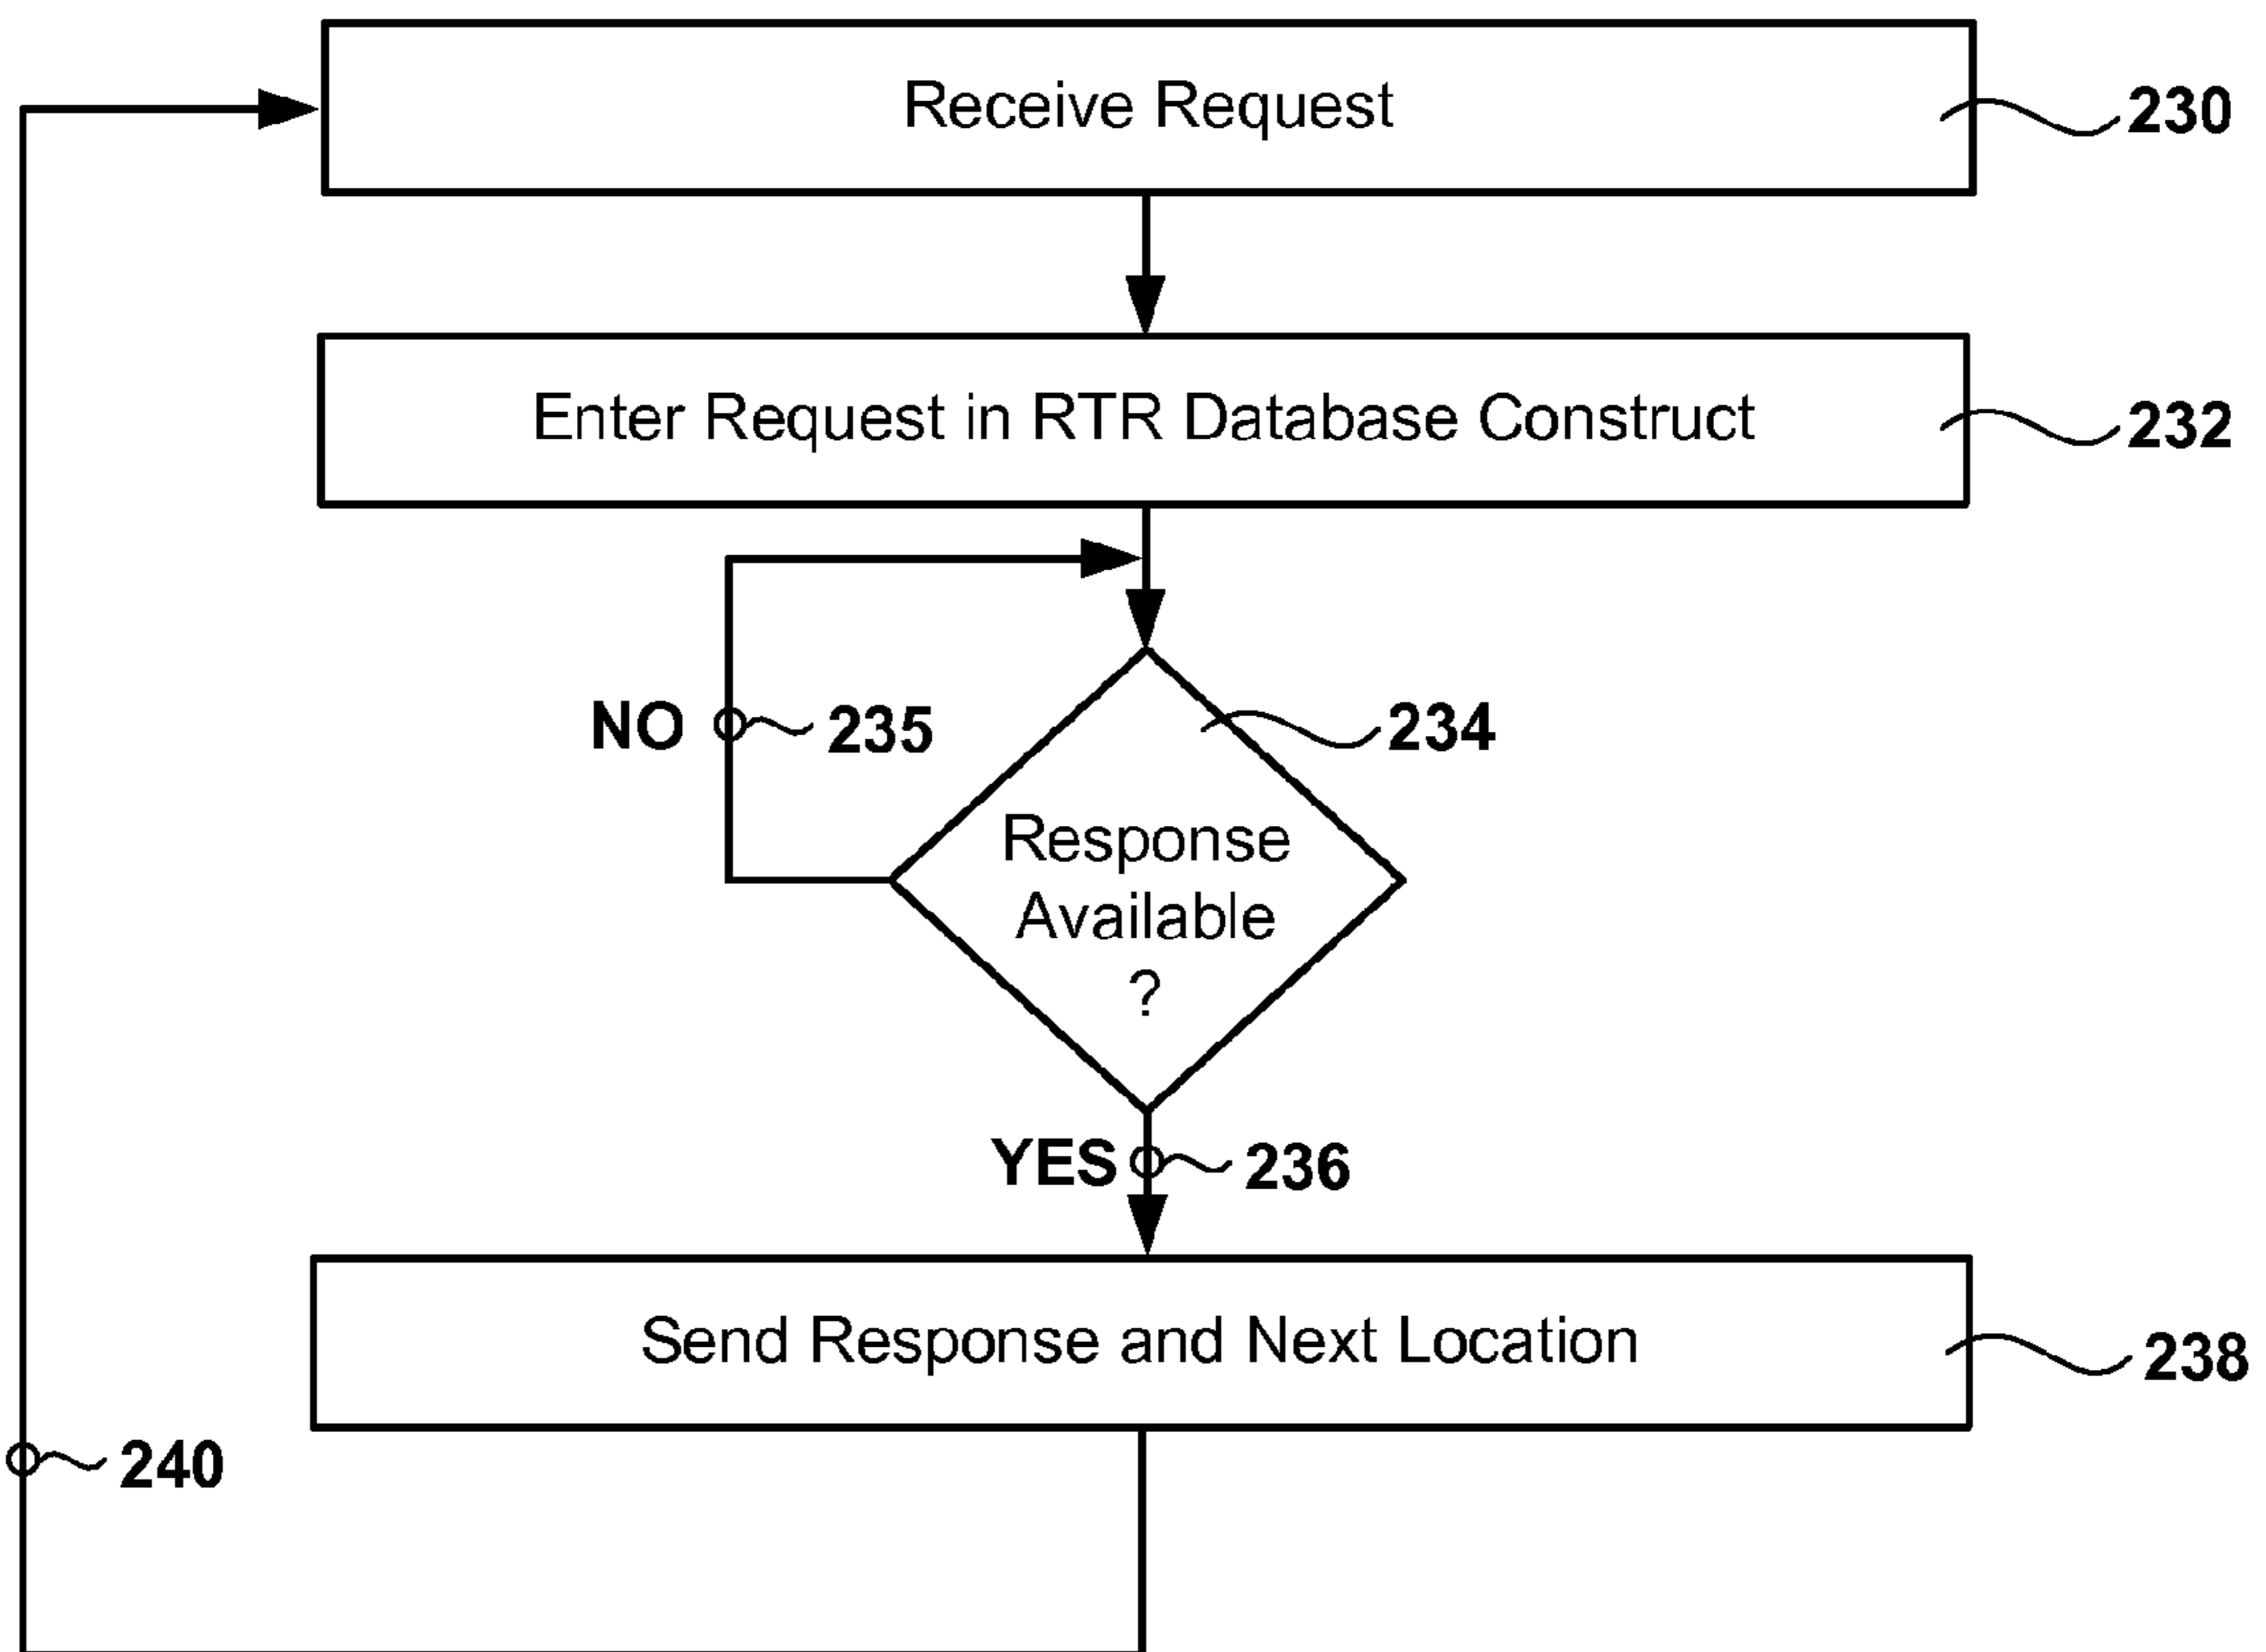 Receive Request
230
Enter Request in RTR Database Construct
232
NO
235
234
Response
Available
?
YES
236
Send Response and Next Location
238
240